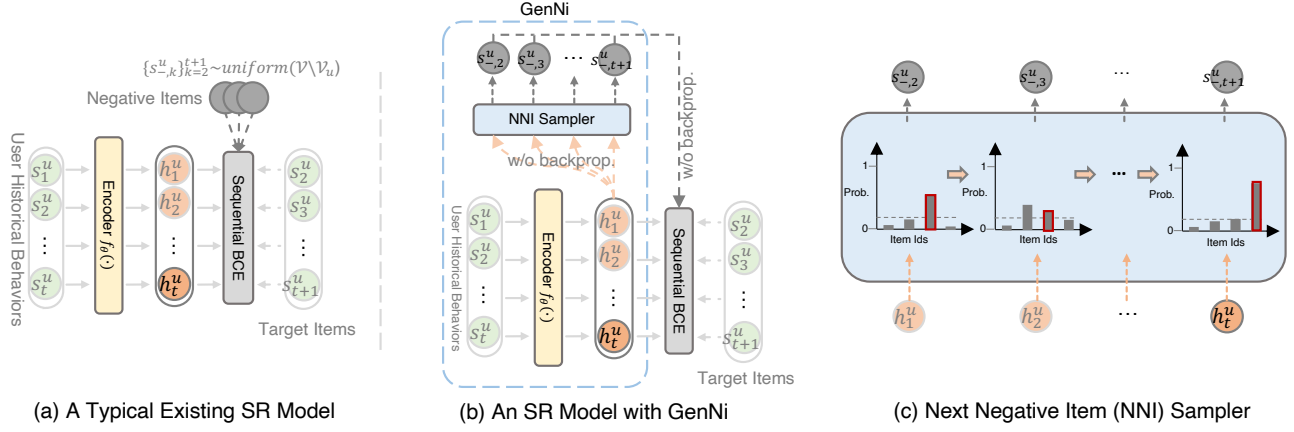 {s^u_{-,k}}^{t+1}_{k=2}~uniform(𝒱\𝒱_u)
Negative Items
User Historical Behaviors
s^u_1
s^u_2
⋮
s^u_t
Encoder f_θ(·)
h^u_1
h^u_2
⋮
h^u_t
Sequential BCE
s^u_2
s^u_3
⋮
s^u_{t+1}
Target Items
(a) A Typical Existing SR Model
GenNi
s^u_{-,2}
s^u_{-,3}
···
s^u_{-,t+1}
NNI Sampler
w/o backprop.
w/o backprop.
User Historical Behaviors
s^u_1
s^u_2
⋮
s^u_t
Encoder f_θ(·)
h^u_1
h^u_2
⋮
h^u_t
Sequential BCE
s^u_2
s^u_3
⋮
s^u_{t+1}
Target Items
(b) An SR Model with GenNi
s^u_{-,2}
s^u_{-,3}
···
s^u_{-,t+1}
1
Prob.
0
Item Ids
1
Prob.
0
Item Ids
···
1
Prob.
0
Item Ids
h^u_1
h^u_2
···
h^u_t
(c) Next Negative Item (NNI) Sampler